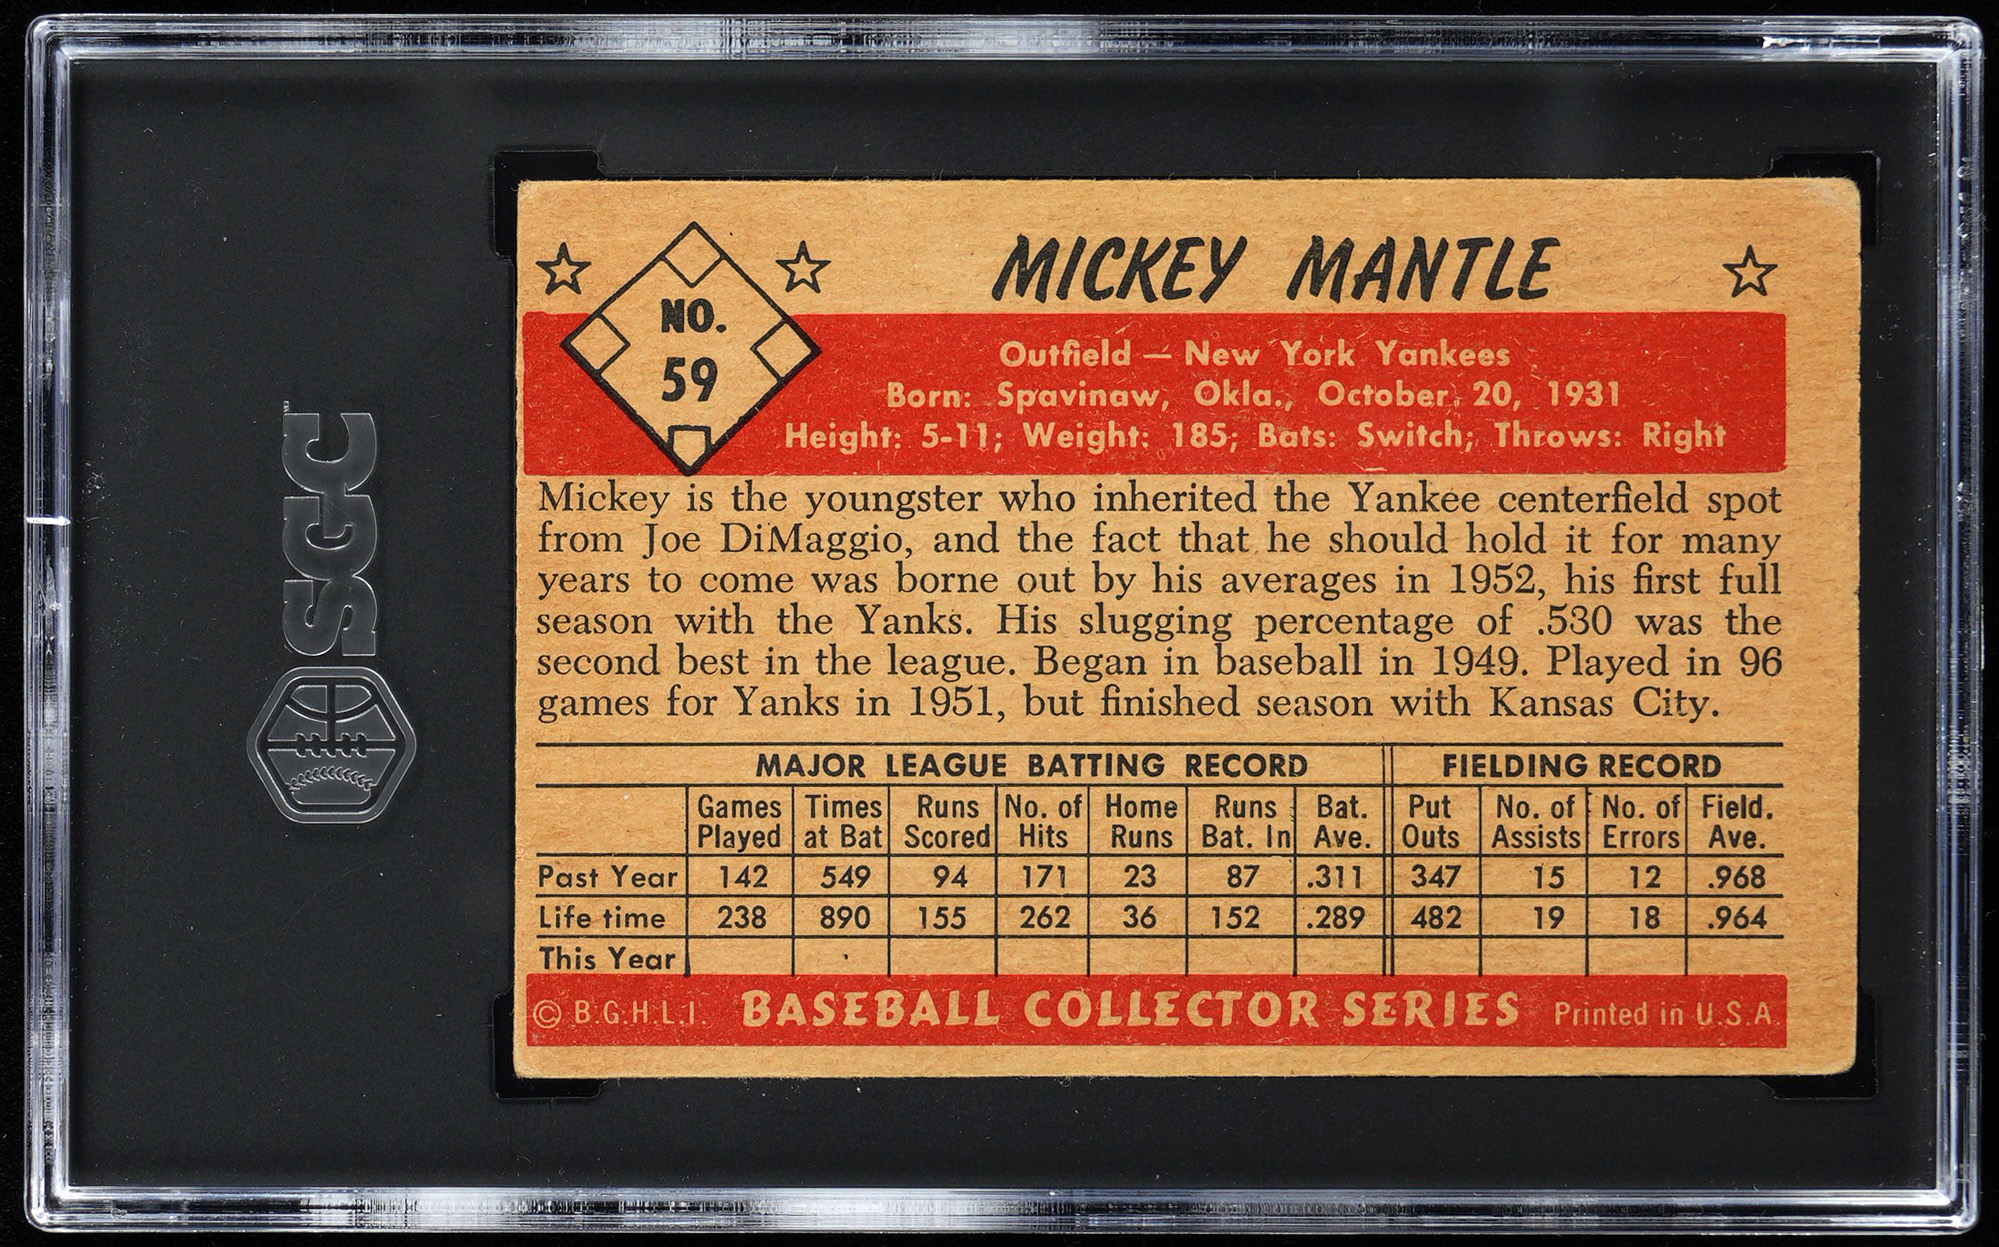 SGC
NO.
59
MICKEY MANTLE
Outfield — New York Yankees
Born: Spavinaw, Okla., October 20, 1931
Height: 5-11; Weight: 185; Bats: Switch; Throws: Right
Mickey is the youngster who inherited the Yankee centerfield spot
from Joe DiMaggio, and the fact that he should hold it for many
years to come was borne out by his averages in 1952, his first full
season with the Yanks. His slugging percentage of .530 was the
second best in the league. Began in baseball in 1949. Played in 96
games for Yanks in 1951, but finished season with Kansas City.
MAJOR LEAGUE BATTING RECORD FIELDING RECORD
Games Played Times at Bat Runs Scored No. of Hits Home Runs Runs Bat. In Bat. Ave. Put Outs No. of Assists No. of Errors Field. Ave.
Past Year 142 549 94 171 23 87 .311 347 15 12 .968
Life time 238 890 155 262 36 152 .289 482 19 18 .964
This Year
© B.G.H.L.I. BASEBALL COLLECTOR SERIES Printed in U.S.A.